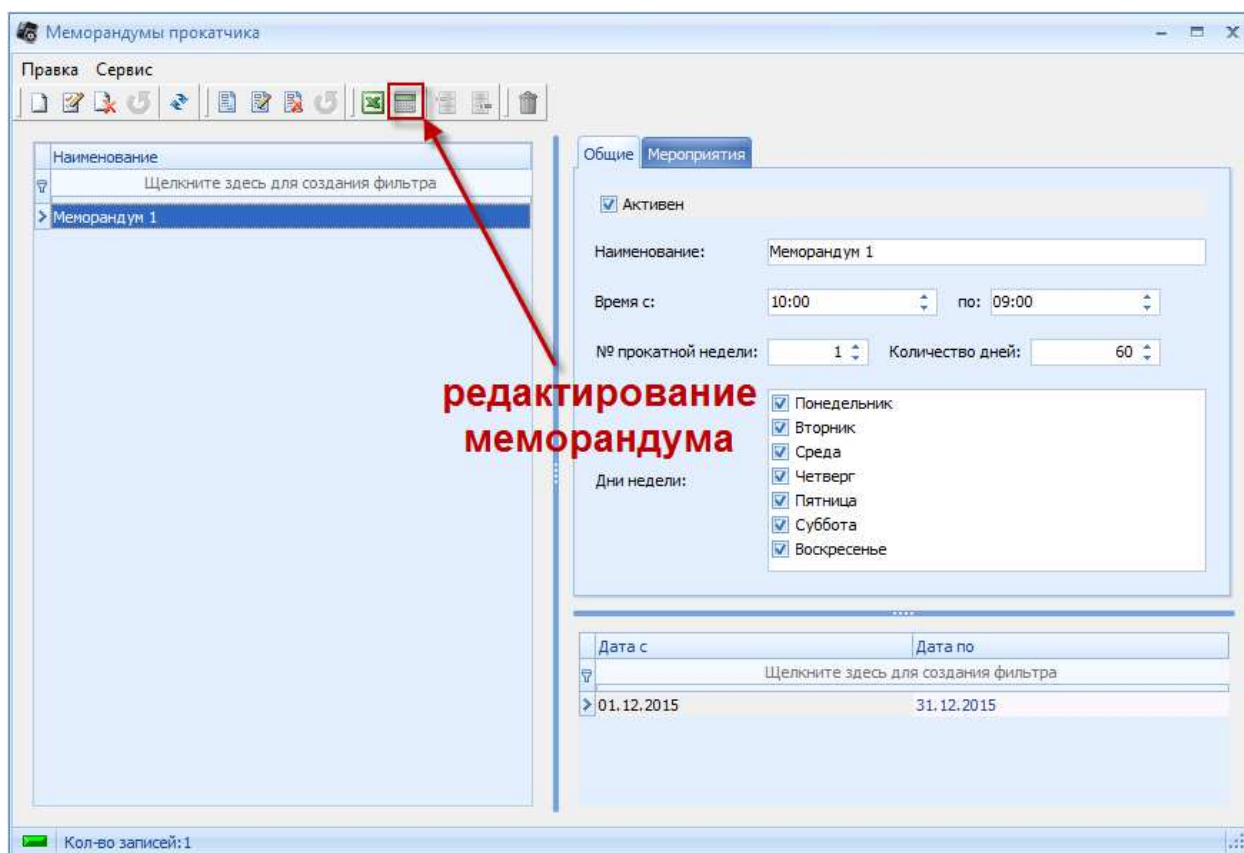 Меморандумы прокатчика
Правка Сервис
Наименование
Щелкните здесь для создания фильтра
Меморандум 1
Общие Мероприятия
Активен
Наименование: Меморандум 1
Время с: 10:00 по: 09:00
№ прокатной недели: 1 Количество дней: 60
редактирование
меморандума
Дни недели:
Понедельник
Вторник
Среда
Четверг
Пятница
Суббота
Воскресенье
Дата с Дата по
Щелкните здесь для создания фильтра
01.12.2015 31.12.2015
Кол-во записей:1